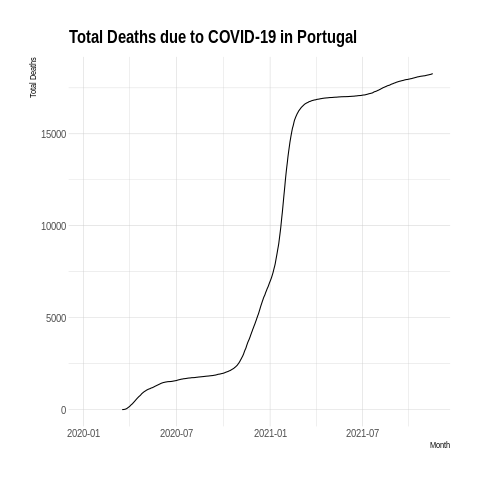 Total Deaths due to COVID-19 in Portugal
Total Deaths
15000
10000
5000
0
2020-01 2020-07 2021-01 2021-07
Month